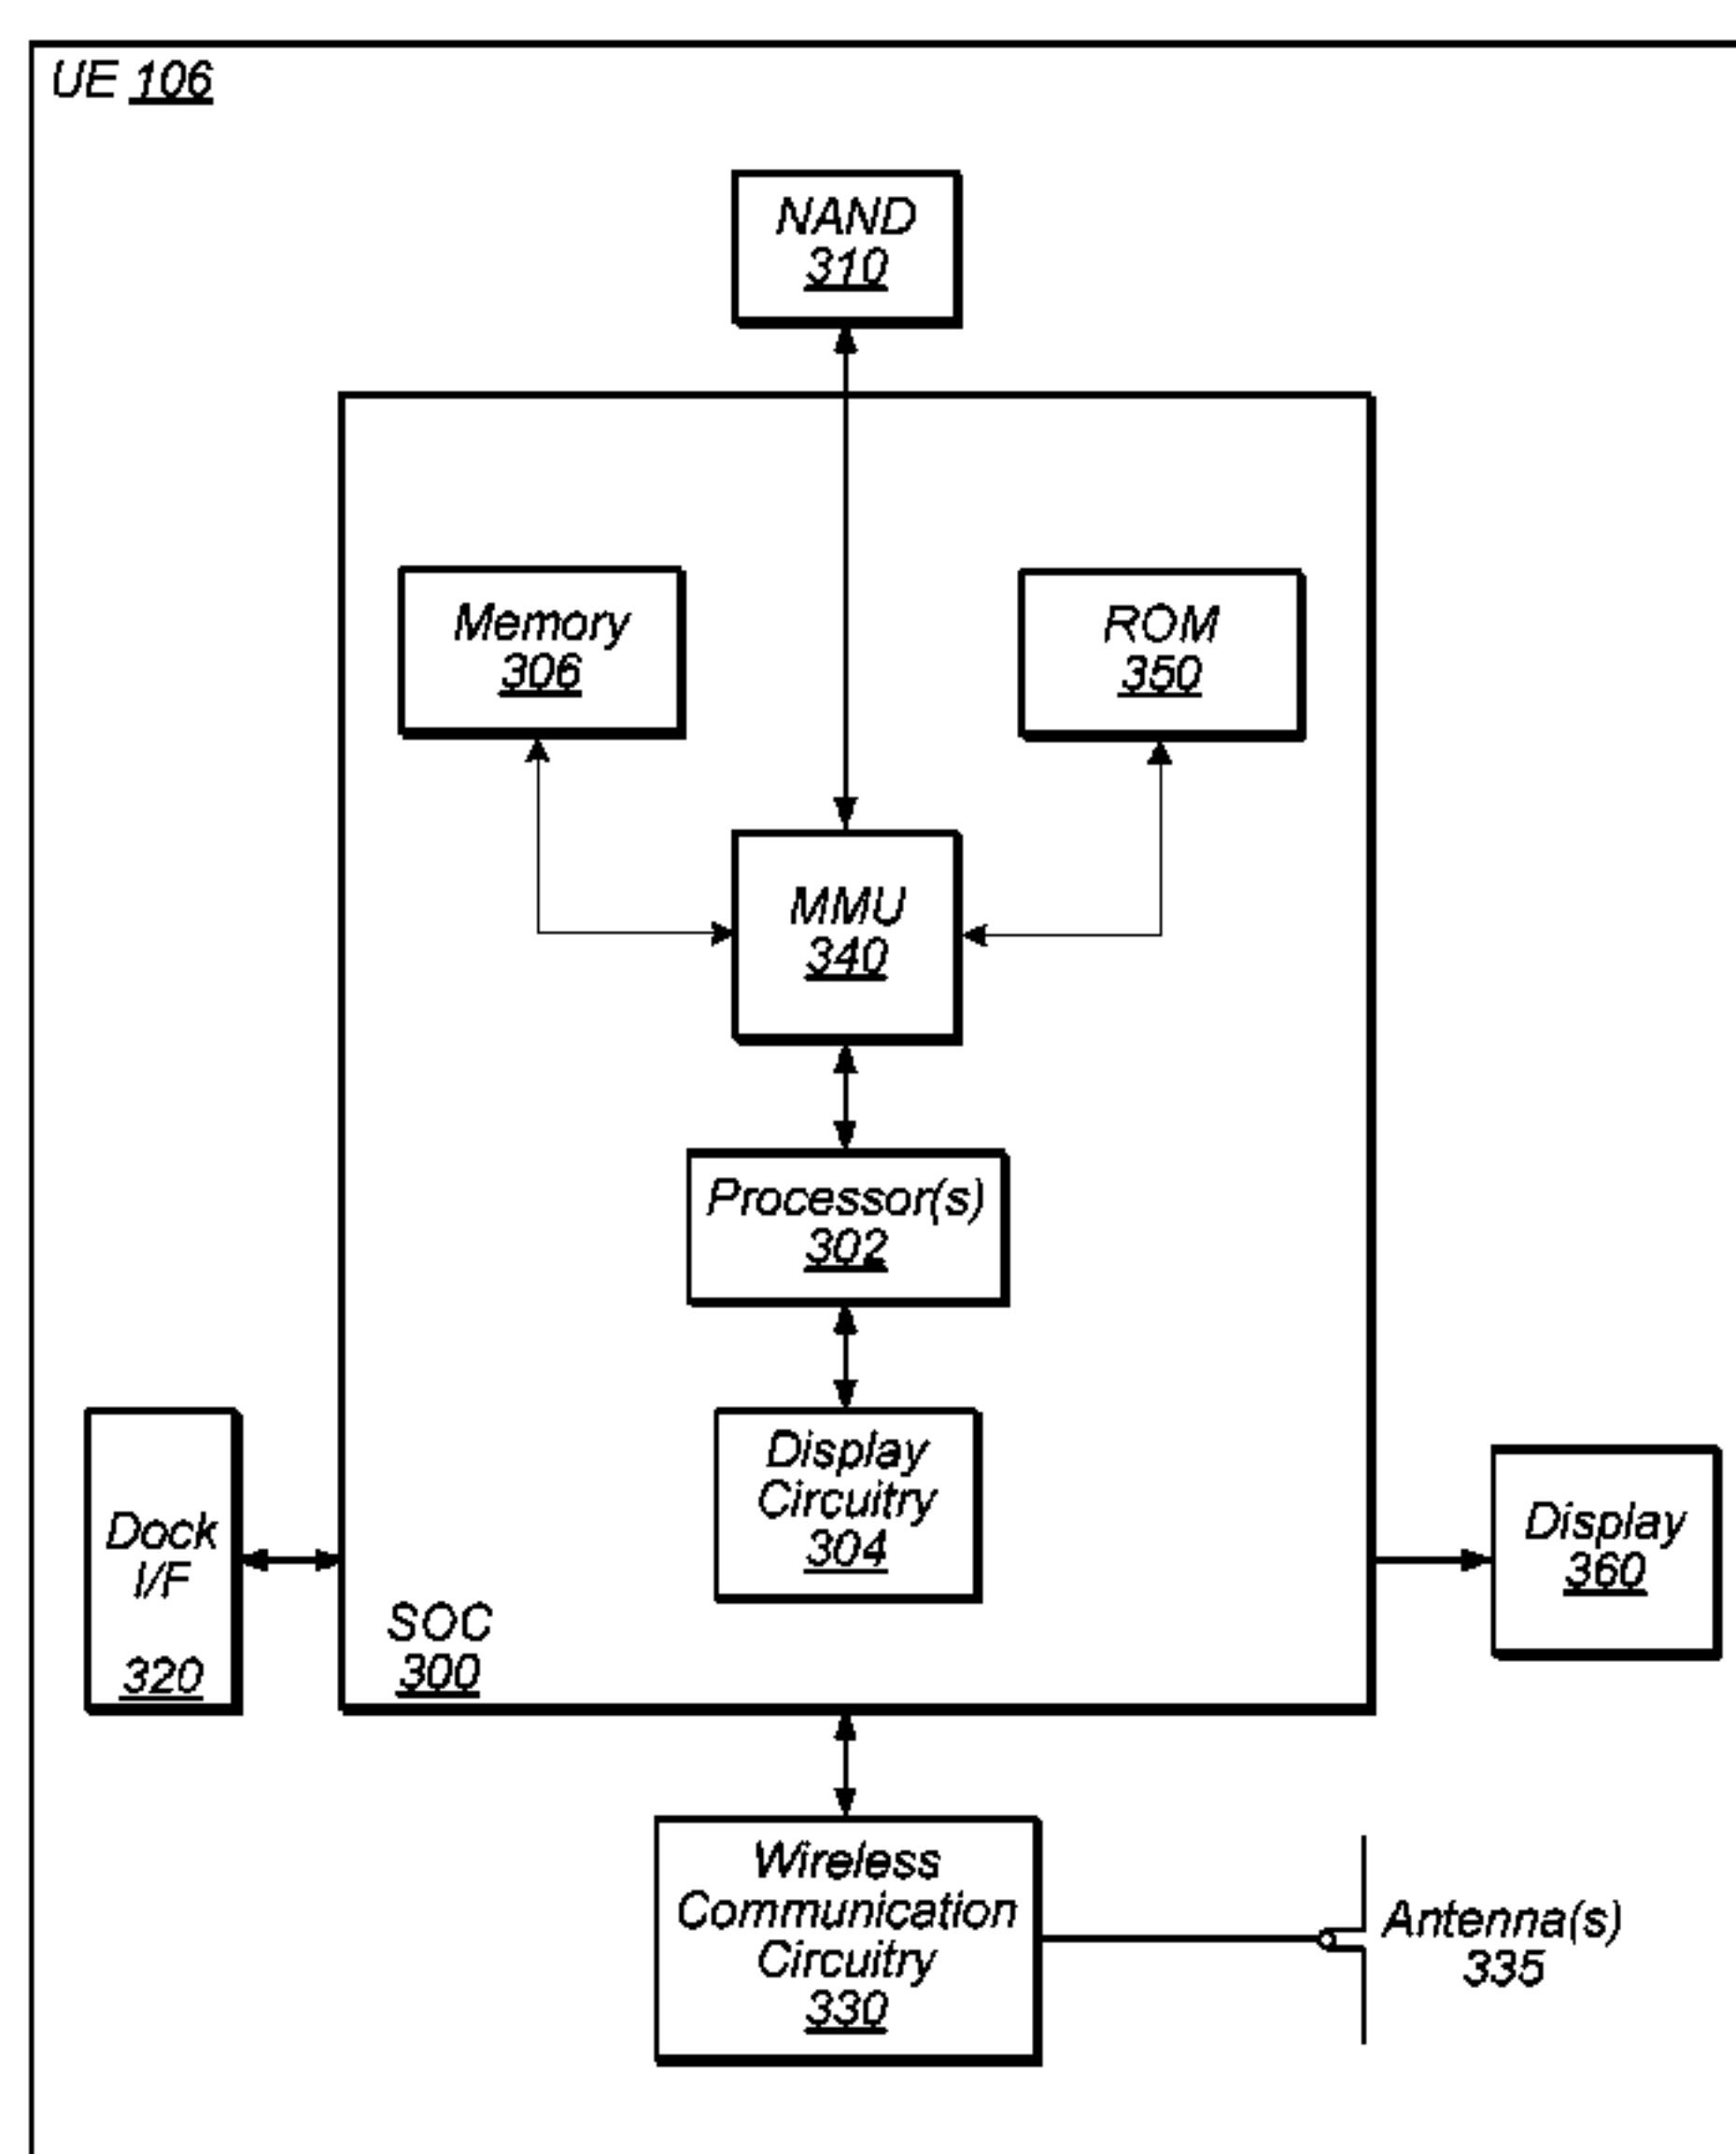 UE 106
NAND
310
Memory
306
ROM
350
MMU
340
Processor(s)
302
Display
Circuitry
304
Dock
I/F
320
SOC
300
Display
360
Wireless
Communication
Circuitry
330
Antenna(s)
335